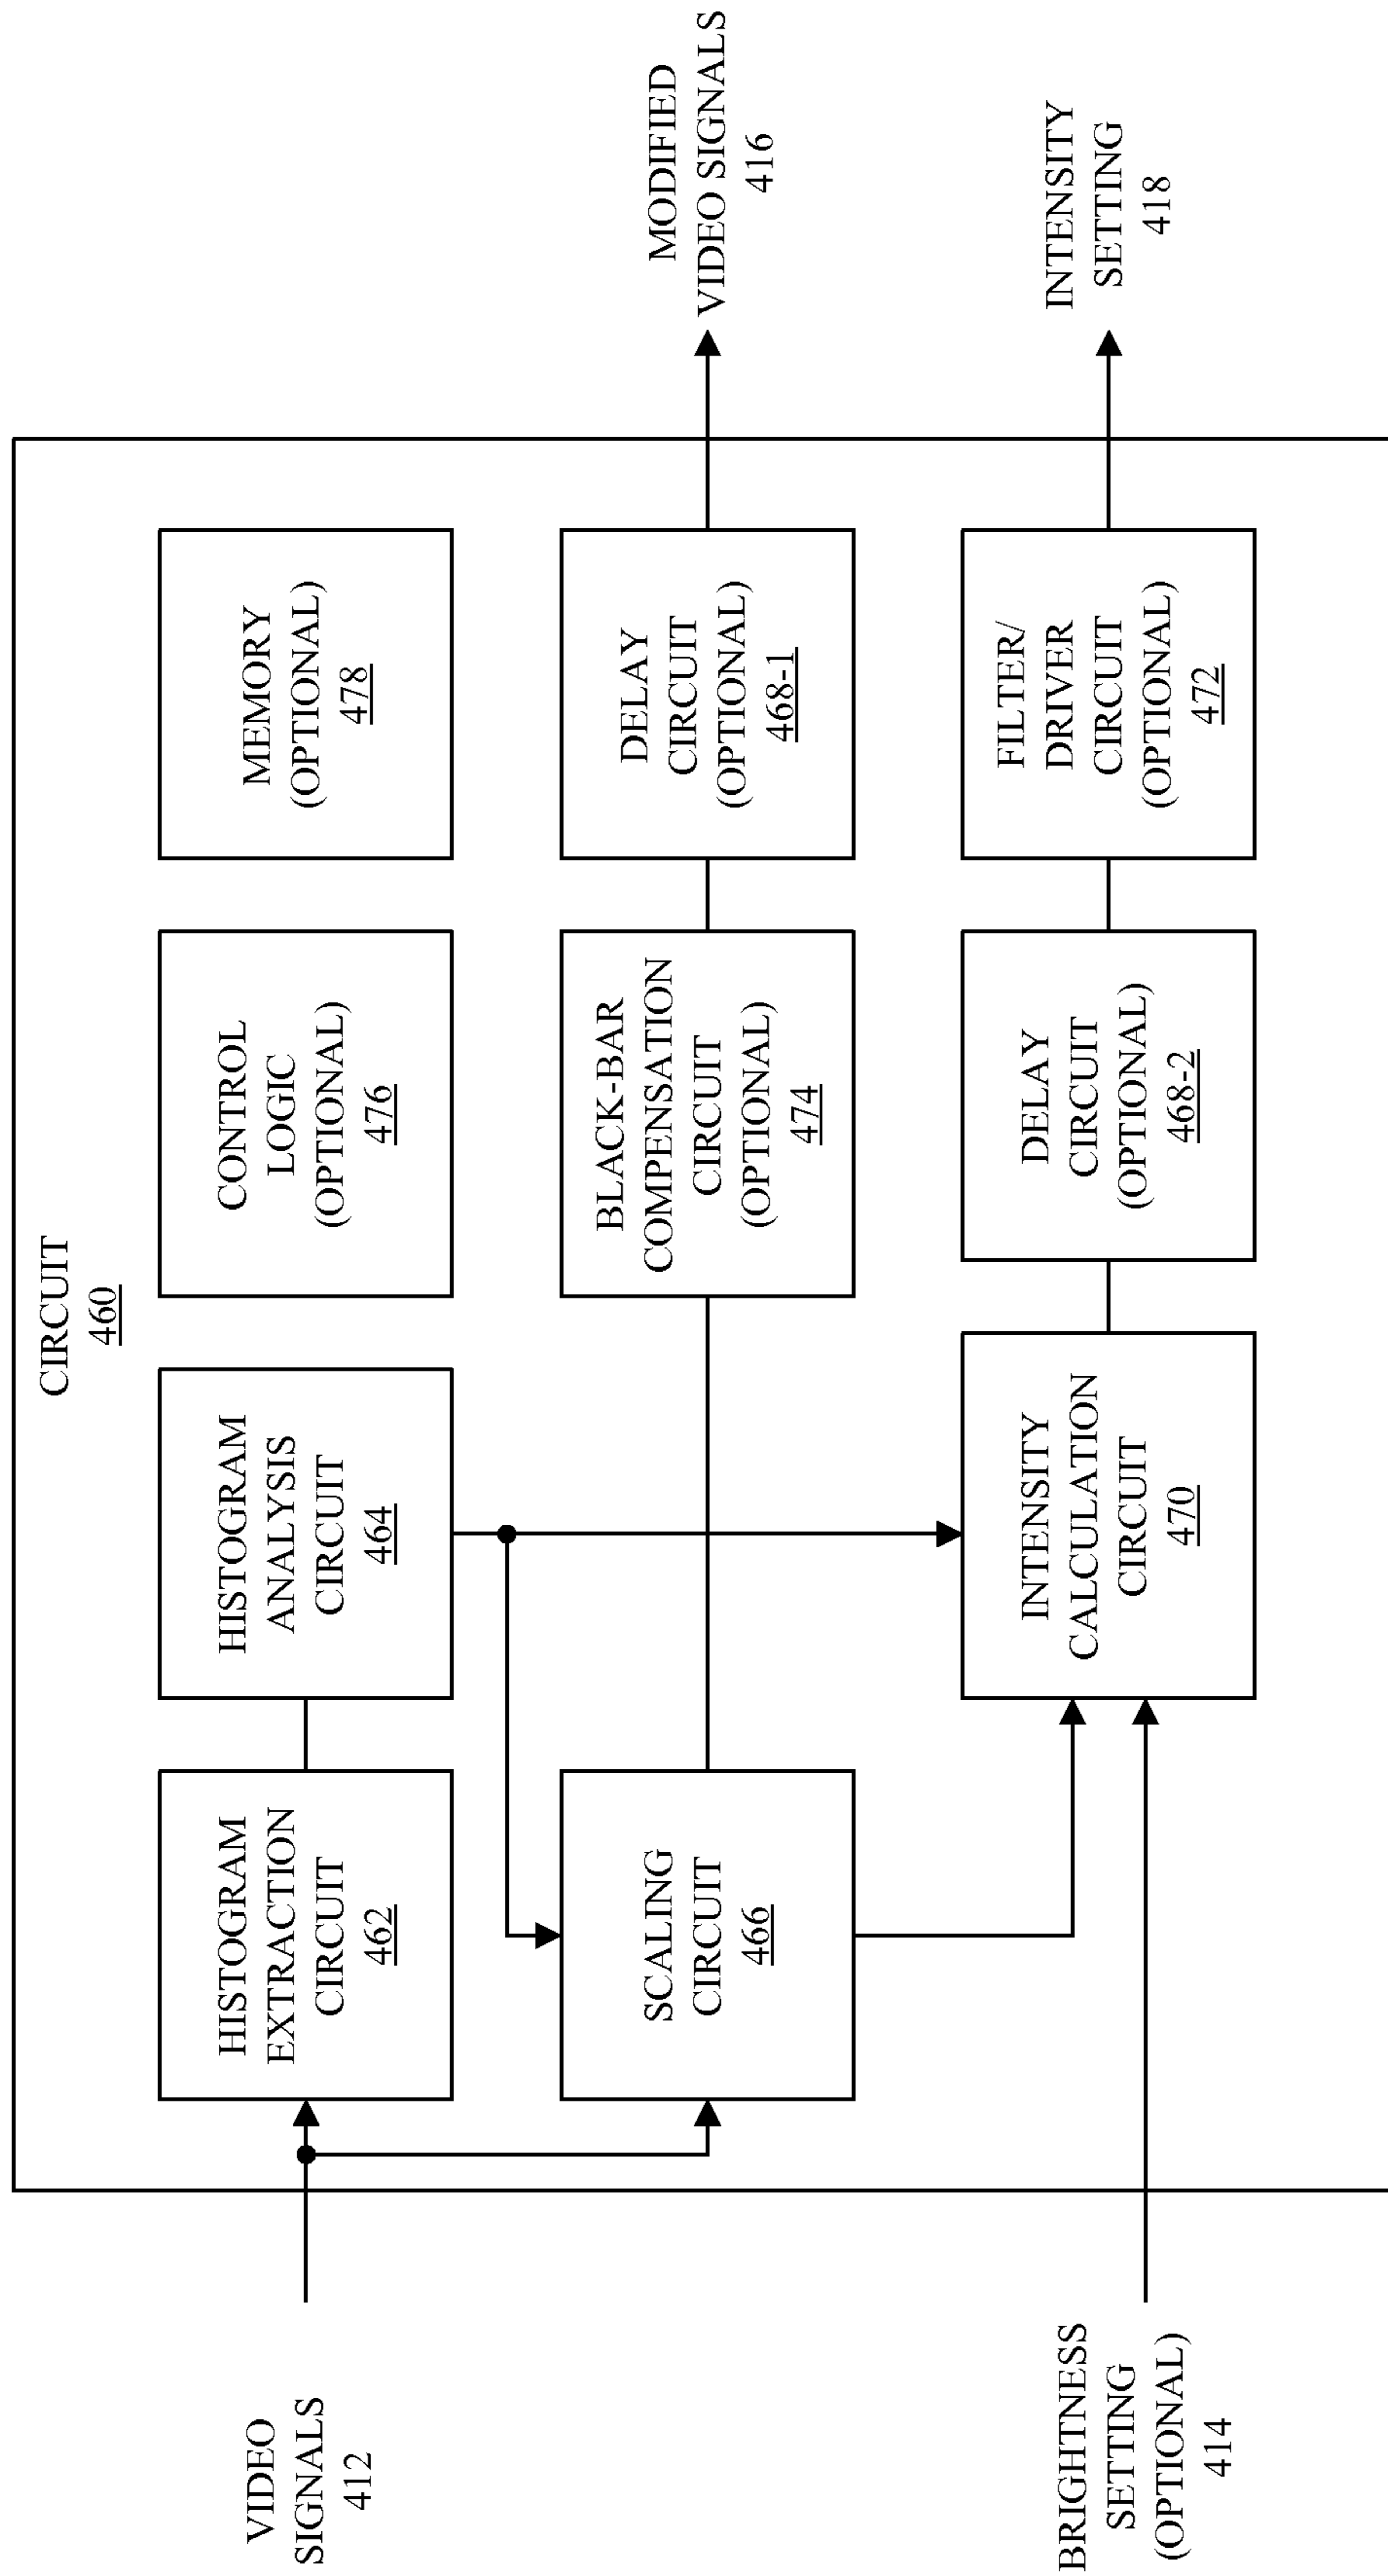 CIRCUIT
460
VIDEO
SIGNALS
412
HISTOGRAM
EXTRACTION
CIRCUIT
462
HISTOGRAM
ANALYSIS
CIRCUIT
464
CONTROL
LOGIC
(OPTIONAL)
476
MEMORY
(OPTIONAL)
478
SCALING
CIRCUIT
466
BLACK-BAR
COMPENSATION
CIRCUIT
(OPTIONAL)
474
DELAY
CIRCUIT
(OPTIONAL)
468-1
MODIFIED
VIDEO SIGNALS
416
BRIGHTNESS
SETTING
(OPTIONAL)
414
INTENSITY
CALCULATION
CIRCUIT
470
DELAY
CIRCUIT
(OPTIONAL)
468-2
FILTER/
DRIVER
CIRCUIT
(OPTIONAL)
472
INTENSITY
SETTING
418